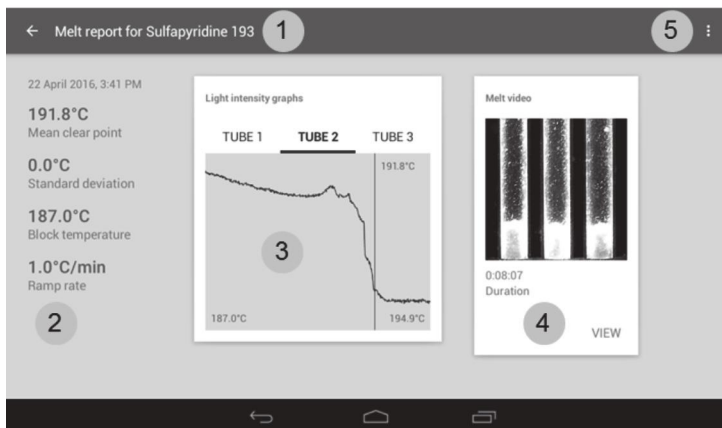 Melt report for Sulfapyridine 193
1
5
22 April 2016, 3:41 PM
191.8°C
Mean clear point
0.0°C
Standard deviation
187.0°C
Block temperature
1.0°C/min
Ramp rate
2
Light intensity graphs
TUBE 1 TUBE 2 TUBE 3
191.8°C
3
187.0°C 194.9°C
Melt video
0:08:07
Duration
4
VIEW